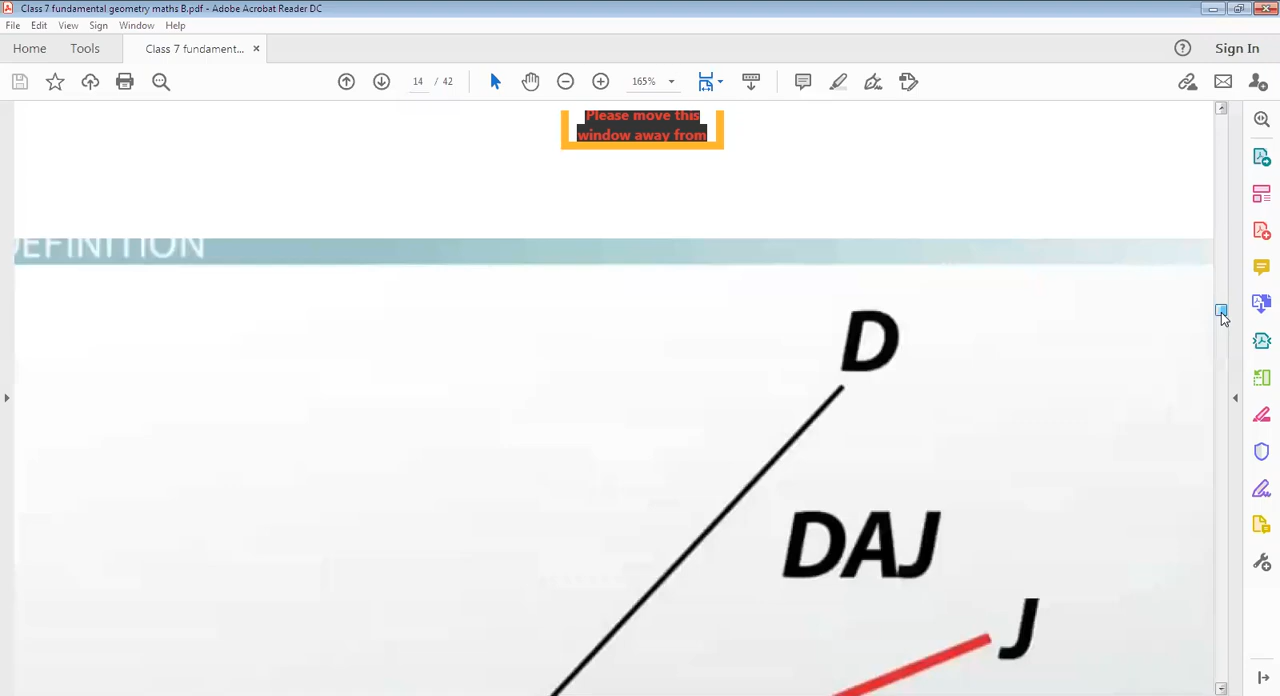 Class 7 fundamental geometry maths B.pdf - Adobe Acrobat Reader DC
File Edit View Sign Window Help
Home Tools Class 7 fundament... × Sign In
14 / 42 165%
Please move this
window away from
DEFINITION
D
DAJ
J